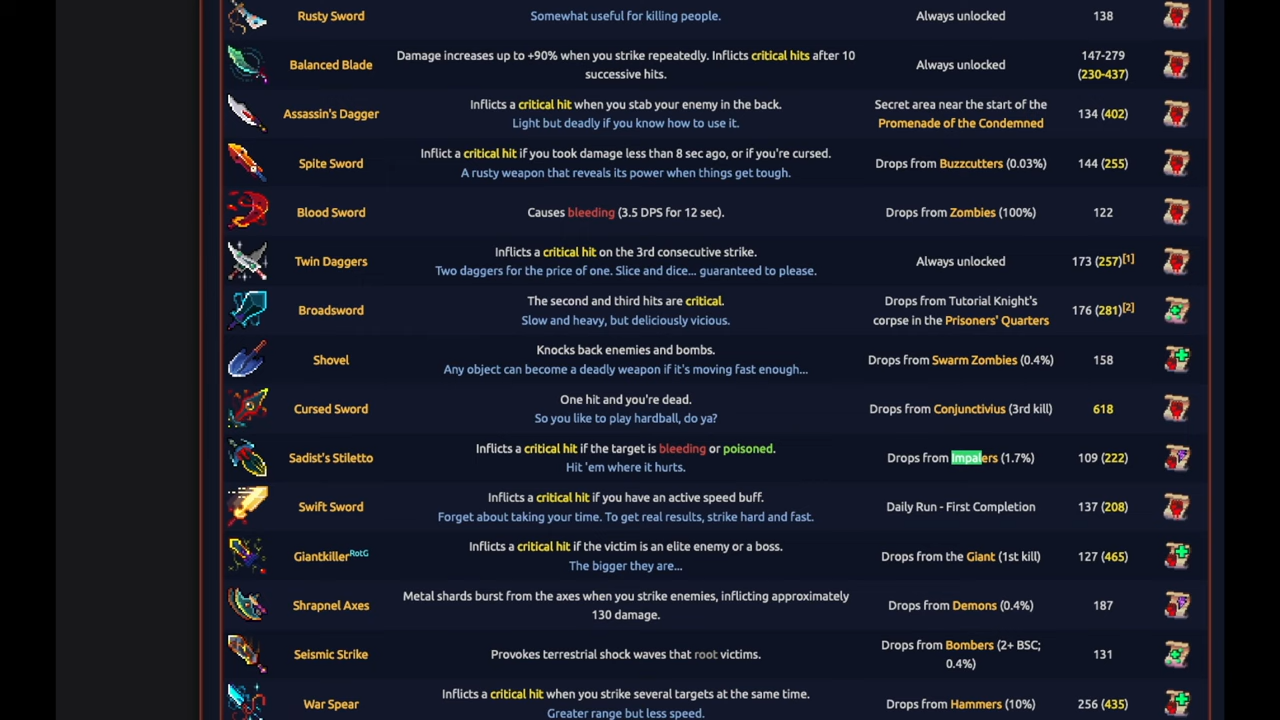 Rusty Sword
Somewhat useful for killing people.
Always unlocked
138
Balanced Blade
Damage increases up to +90% when you strike repeatedly. Inflicts critical hits after 10
successive hits.
Always unlocked
147-279
(230-437)
Assassin's Dagger
Inflicts a critical hit when you stab your enemy in the back.
Light but deadly if you know how to use it.
Secret area near the start of the
Promenade of the Condemned
134 (402)
Spite Sword
Inflict a critical hit if you took damage less than 8 sec ago, or if you're cursed.
A rusty weapon that reveals its power when things get tough.
Drops from Buzzcutters (0.03%)
144 (255)
Blood Sword
Causes bleeding (3.5 DPS for 12 sec).
Drops from Zombies (100%)
122
Twin Daggers
Inflicts a critical hit on the 3rd consecutive strike.
Two daggers for the price of one. Slice and dice... guaranteed to please.
Always unlocked
173 (257)[1]
Broadsword
The second and third hits are critical.
Slow and heavy, but deliciously vicious.
Drops from Tutorial Knight's
corpse in the Prisoners' Quarters
176 (281)[2]
Shovel
Knocks back enemies and bombs.
Any object can become a deadly weapon if it's moving fast enough...
Drops from Swarm Zombies (0.4%)
158
Cursed Sword
One hit and you're dead.
So you like to play hardball, do ya?
Drops from Conjunctivius (3rd kill)
618
Sadist's Stiletto
Inflicts a critical hit if the target is bleeding or poisoned.
Hit 'em where it hurts.
Drops from Impalers (1.7%)
109 (222)
Swift Sword
Inflicts a critical hit if you have an active speed buff.
Forget about taking your time. To get real results, strike hard and fast.
Daily Run - First Completion
137 (208)
GiantkillerRotG
Inflicts a critical hit if the victim is an elite enemy or a boss.
The bigger they are...
Drops from the Giant (1st kill)
127 (465)
Shrapnel Axes
Metal shards burst from the axes when you strike enemies, inflicting approximately
130 damage.
Drops from Demons (0.4%)
187
Seismic Strike
Provokes terrestrial shock waves that root victims.
Drops from Bombers (2+ BSC;
0.4%)
131
War Spear
Inflicts a critical hit when you strike several targets at the same time.
Greater range but less speed.
Drops from Hammers (10%)
256 (435)